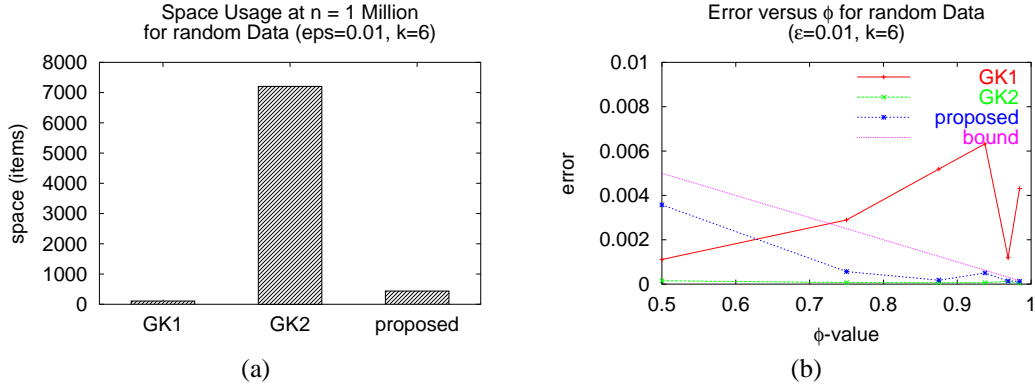 Space Usage at n = 1 Million
for random Data (eps=0.01, k=6)
8000
7000
6000
5000
4000
3000
2000
1000
0
space (items)
GK1 GK2 proposed
(a)
Error versus ϕ for random Data
(ε=0.01, k=6)
0.01
0.008
0.006
0.004
0.002
0
error
GK1
GK2
proposed
bound
0.5 0.6 0.7 0.8 0.9 1
ϕ-value
(b)